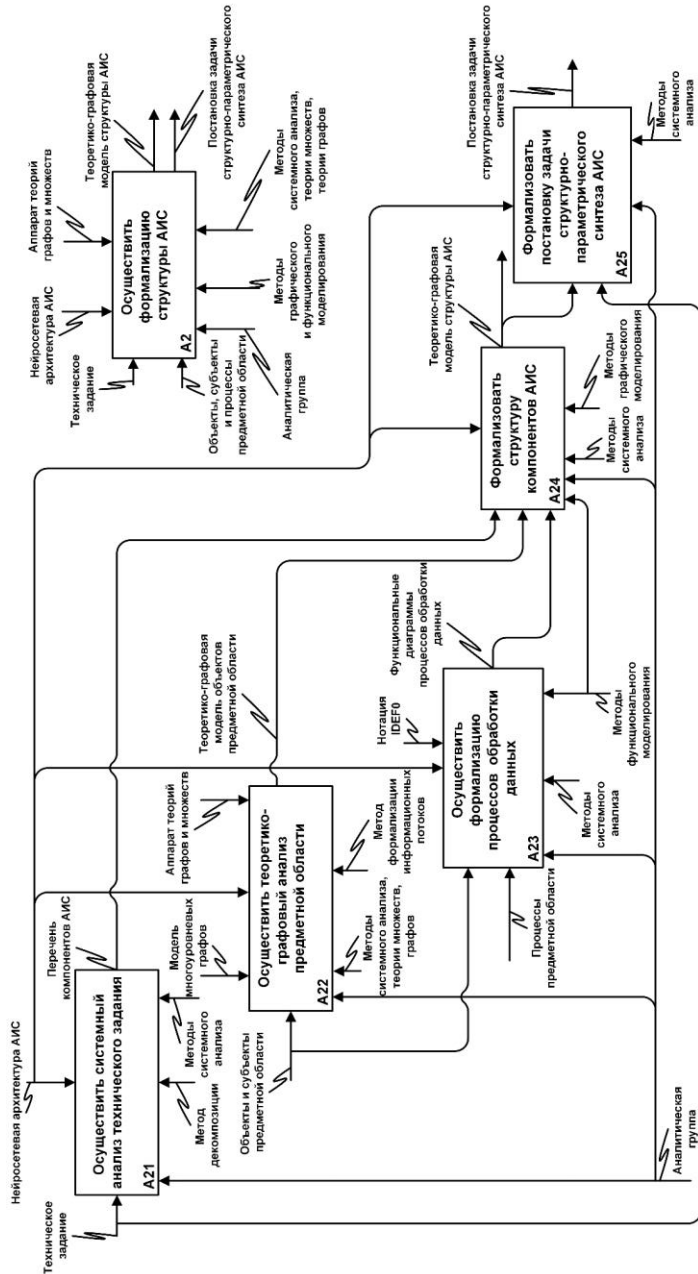 Нейросетевая архитектура АИС
Техническое
задание
Осуществить системный
анализ технического задания
А21
Метод
декомпозиции
Методы
системного
анализа
Перечень
компонентов АИС
Модель
многоуровневых
графов
Аппарат теорий
графов и множеств
Осуществить теоретико-
графовый анализ
предметной области
А22
Объекты и субъекты
предметной области
Методы
системного анализа,
теории множеств,
графов
Метод
формализации
информационных
потоков
Теоретико-графовая
модель объектов
предметной области
Нотация
IDEF0
Осуществить
формализацию
процессов обработки
данных
А23
Процессы
предметной области
Методы
системного
анализа
Методы
функционального
моделирования
Функциональные
диаграммы
процессов обработки
данных
Формализовать
структуру
компонентов АИС
А24
Методы
системного
анализа
Методы
графического
моделирования
Теоретико-графовая
модель структуры АИС
Формализовать
постановку задачи
структурно-
параметрического
синтеза АИС
А25
Методы
системного
анализа
Постановка задачи
структурно-параметрического
синтеза АИС
Аналитическая
группа
Нейросетевая
архитектура АИС
Аппарат теорий
графов и множеств
Техническое
задание
Объекты, субъекты
и процессы
предметной области
Осуществить
формализацию
структуры АИС
А2
Аналитическая
группа
Методы
графического
и функционального
моделирования
Методы
системного анализа,
теории множеств,
теории графов
Теоретико-графовая
модель структуры АИС
Постановка задачи
структурно-параметрического
синтеза АИС